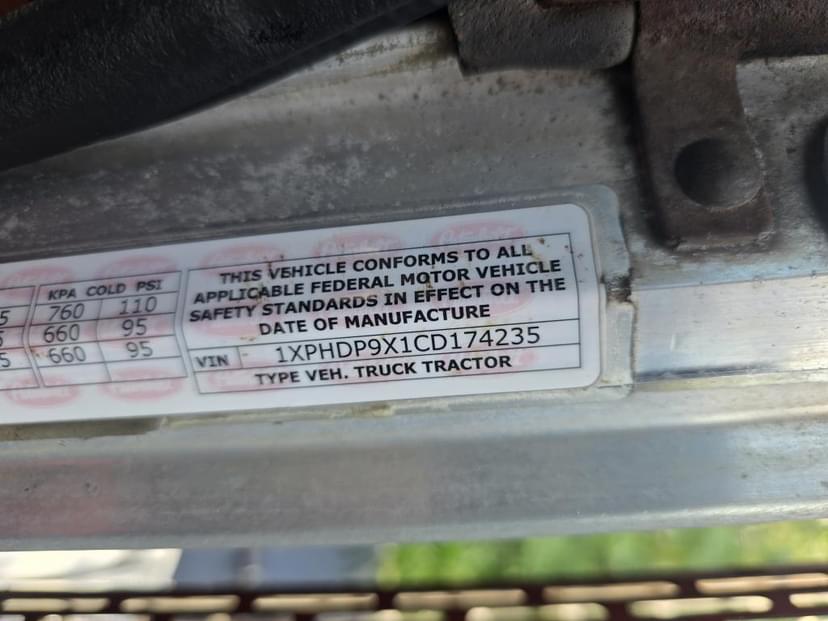 KPA COLD PSI
760 110
660 95
660 95
THIS VEHICLE CONFORMS TO ALL
APPLICABLE FEDERAL MOTOR VEHICLE
SAFETY STANDARDS IN EFFECT ON THE
DATE OF MANUFACTURE
VIN 1XPHDP9X1CD174235
TYPE VEH. TRUCK TRACTOR